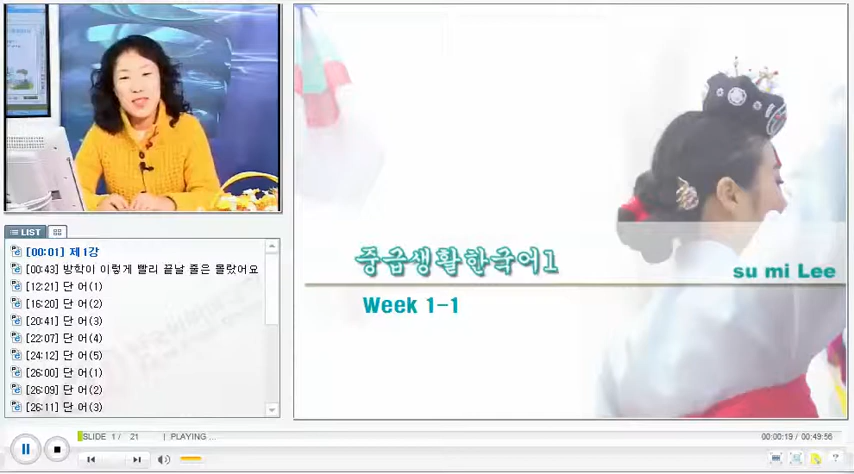 중급생활한국어1
su mi Lee
Week 1-1
LIST
[00:01] 제1강
[00:43] 방학이 이렇게 빨리 끝날 줄은 몰랐어요
[12:21] 단 어(1)
[16:20] 단 어(2)
[20:41] 단 어(3)
[22:07] 단 어(4)
[24:12] 단 어(5)
[26:00] 단 어(1)
[26:09] 단 어(2)
[26:11] 단 어(3)
SLIDE 1 / 21 | PLAYING ...
00:00:19 / 00:49:56